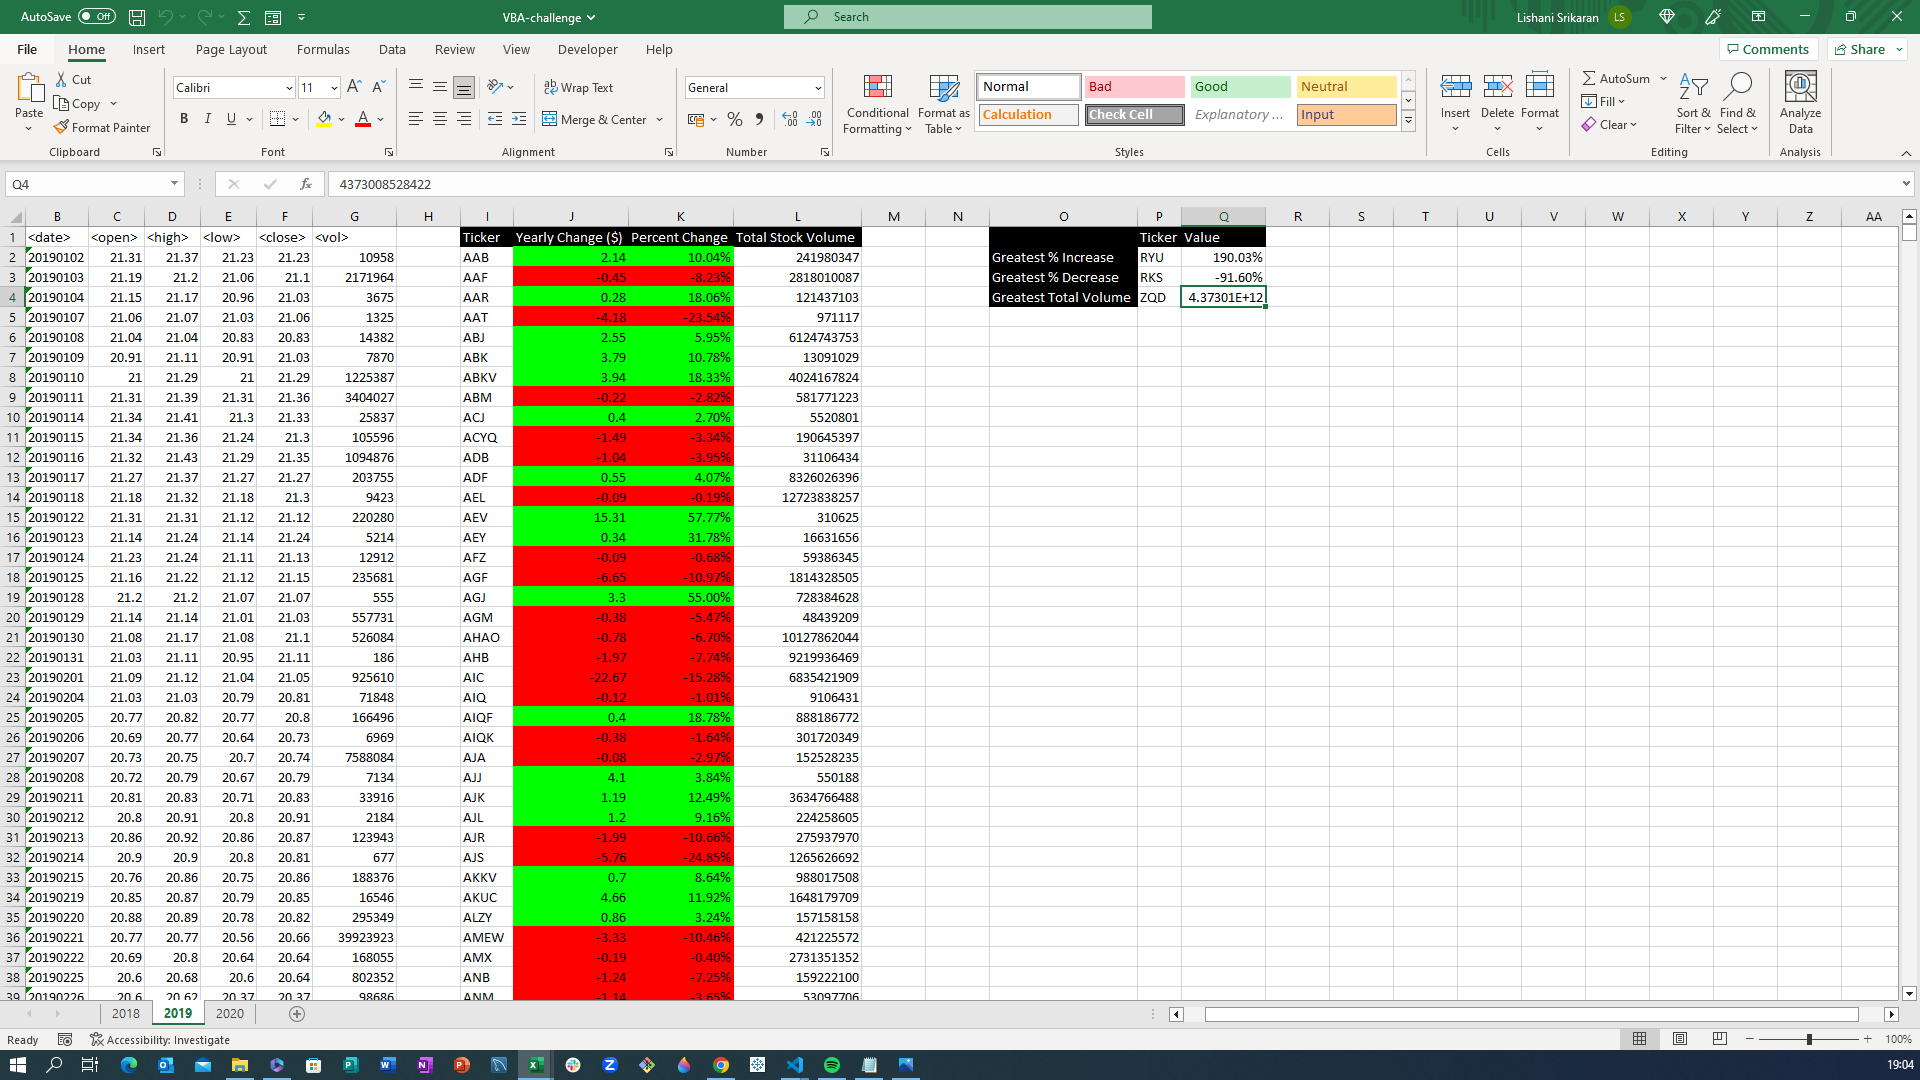 AutoSave Off VBA-challenge Search Lishani Srikaran LS
File Home Insert Page Layout Formulas Data Review View Developer Help Comments Share
Paste Cut Copy Format Painter Clipboard
Calibri 11 B I U Font
Wrap Text Merge & Center Alignment
General Number
Conditional Formatting Format as Table
Normal Bad Good Neutral
Calculation Check Cell Explanatory ... Input
Styles
Insert Delete Format Cells
AutoSum Fill Clear Sort & Filter Find & Select Editing
Analyze Data Analysis
Q4 fx 4373008528422
B C D E F G H I J K L M N O P Q R S T U V W X Y Z AA
1 <date> <open> <high> <low> <close> <vol> Ticker Yearly Change ($) Percent Change Total Stock Volume Ticker Value
2 20190102 21.31 21.37 21.23 21.23 10958 AAB 2.14 10.04% 241980347 Greatest % Increase RYU 190.03%
3 20190103 21.19 21.2 21.06 21.1 2171964 AAF -0.45 -8.23% 2818010087 Greatest % Decrease RKS -91.60%
4 20190104 21.15 21.17 20.96 21.03 3675 AAR 0.28 18.06% 121437103 Greatest Total Volume ZQD 4.37301E+12
5 20190107 21.06 21.07 21.03 21.06 1325 AAT -4.18 -23.54% 971117
6 20190108 21.04 21.04 20.83 20.83 14382 ABJ 2.55 5.95% 6124743753
7 20190109 20.91 21.11 20.91 21.03 7870 ABK 3.79 10.78% 13091029
8 20190110 21 21.29 21 21.29 1225387 ABKV 3.94 18.33% 4024167824
9 20190111 21.31 21.39 21.31 21.36 3404027 ABM -0.22 -2.82% 581771223
10 20190114 21.34 21.41 21.3 21.33 25837 ACJ 0.4 2.70% 5520801
11 20190115 21.34 21.36 21.24 21.3 105596 ACYQ -1.49 -3.34% 190645397
12 20190116 21.32 21.43 21.29 21.35 1094876 ADB -1.04 -3.95% 31106434
13 20190117 21.27 21.37 21.27 21.27 203755 ADF 0.55 4.07% 8326026396
14 20190118 21.18 21.32 21.18 21.3 9423 AEL -0.09 -0.19% 12723838257
15 20190122 21.31 21.31 21.12 21.12 220280 AEV 15.31 57.77% 310625
16 20190123 21.14 21.24 21.14 21.24 5214 AEY 0.34 31.78% 16631656
17 20190124 21.23 21.24 21.11 21.13 12912 AFZ -0.09 -0.68% 59386345
18 20190125 21.16 21.22 21.12 21.15 235681 AGF -6.65 -10.97% 1814328505
19 20190128 21.2 21.2 21.07 21.07 555 AGJ 3.3 55.00% 728384628
20 20190129 21.14 21.14 21.01 21.03 557731 AGM -0.38 -5.47% 48439209
21 20190130 21.08 21.17 21.08 21.1 526084 AHAO -0.78 -6.70% 10127862044
22 20190131 21.03 21.11 20.95 21.11 186 AHB -1.97 -7.74% 9219936469
23 20190201 21.09 21.12 21.04 21.05 925610 AIC -22.67 -15.28% 6835421909
24 20190204 21.03 21.03 20.79 20.81 71848 AIQ -0.12 -1.01% 9106431
25 20190205 20.77 20.82 20.77 20.8 166496 AIQF 0.4 18.78% 888186772
26 20190206 20.69 20.77 20.64 20.73 6969 AIQK -0.38 -1.64% 301720349
27 20190207 20.73 20.75 20.7 20.74 7588084 AJA -0.08 -2.97% 152528235
28 20190208 20.72 20.79 20.67 20.79 7134 AJJ 4.1 3.84% 550188
29 20190211 20.81 20.83 20.71 20.83 33916 AJK 1.19 12.49% 3634766488
30 20190212 20.8 20.91 20.8 20.91 2184 AJL 1.2 9.16% 224258605
31 20190213 20.86 20.92 20.86 20.87 123943 AJR -1.99 -10.66% 275937970
32 20190214 20.9 20.9 20.8 20.81 677 AJS -5.76 -24.85% 1265626692
33 20190215 20.76 20.86 20.75 20.86 188376 AKKV 0.7 8.64% 988017508
34 20190219 20.85 20.87 20.79 20.85 16546 AKUC 4.66 11.92% 1648179709
35 20190220 20.88 20.89 20.78 20.82 295349 ALZY 0.86 3.24% 157158158
36 20190221 20.77 20.77 20.56 20.66 39923923 AMEW -3.33 -10.46% 421225572
37 20190222 20.69 20.8 20.64 20.64 168055 AMX -0.19 -0.40% 2731351352
38 20190225 20.6 20.68 20.6 20.64 802352 ANB -1.24 -7.25% 159222100
39 20190226 20.6 20.62 20.37 20.37 98686 ANM -1.14 -3.65% 53097706
2018 2019 2020
Ready Accessibility: Investigate 100%
19:04